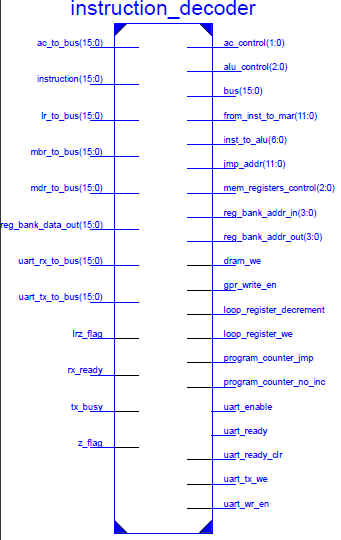 instruction_decoder
ac_to_bus(15:0)
instruction(15:0)
lr_to_bus(15:0)
mbr_to_bus(15:0)
mdr_to_bus(15:0)
reg_bank_data_out(15:0)
uart_rx_to_bus(15:0)
uart_tx_to_bus(15:0)
lrz_flag
rx_ready
tx_busy
z_flag
ac_control(1:0)
alu_control(2:0)
bus(15:0)
from_inst_to_mar(11:0)
inst_to_alu(6:0)
jmp_addr(11:0)
mem_registers_control(2:0)
reg_bank_addr_in(3:0)
reg_bank_addr_out(3:0)
dram_we
gpr_write_en
loop_register_decrement
loop_register_we
program_counter_jmp
program_counter_no_inc
uart_enable
uart_ready
uart_ready_clr
uart_tx_we
uart_wr_en